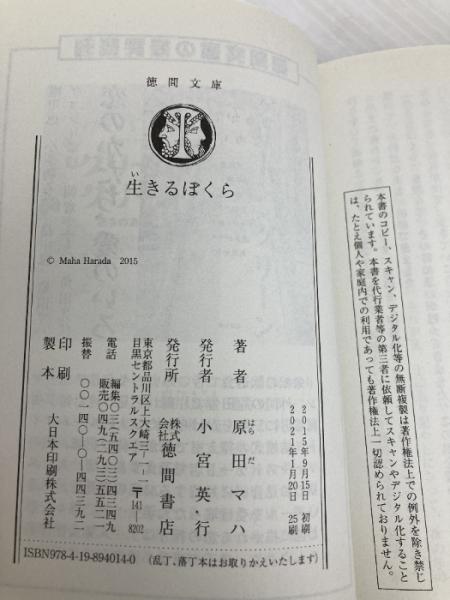 本書のコピー、スキャン、デジタル化等の無断複製は著作権法上での例外を除き禁じ
られています。本書を代行業者等の第三者に依頼してスキャンやデジタル化すること
は、たとえ個人や家庭内での利用であっても著作権法上一切認められておりません。
徳間文庫
い
生きるぼくら
© Maha Harada 2015
2015年9月15日 初刷
2021年1月20日 25刷
著者 原田マハ
はらだ
発行者 小宮英行
発行所 株式会社徳間書店
東京都品川区上大崎三-一-一
目黒セントラルスクエア 〒141-8202
電話 編集〇三(五四〇三)四三四九
販売〇四九(二九三)五五二一
振替 〇〇一四〇-〇-四四三九二
印刷
製本 大日本印刷株式会社
ISBN978-4-19-894014-0 (乱丁、落丁本はお取りかえいたします)